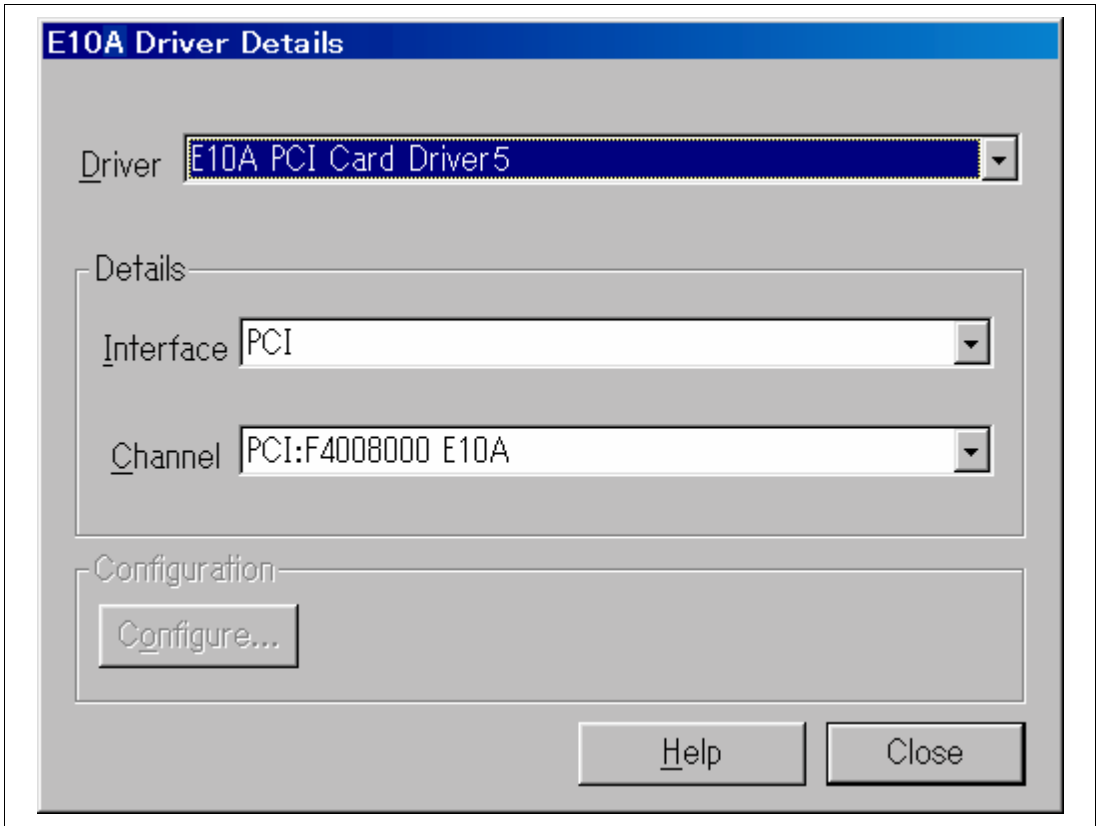 E10A Driver Details
Driver E10A PCI Card Driver5
Details
Interface PCI
Channel PCI:F4008000 E10A
Configuration
Configure...
Help Close